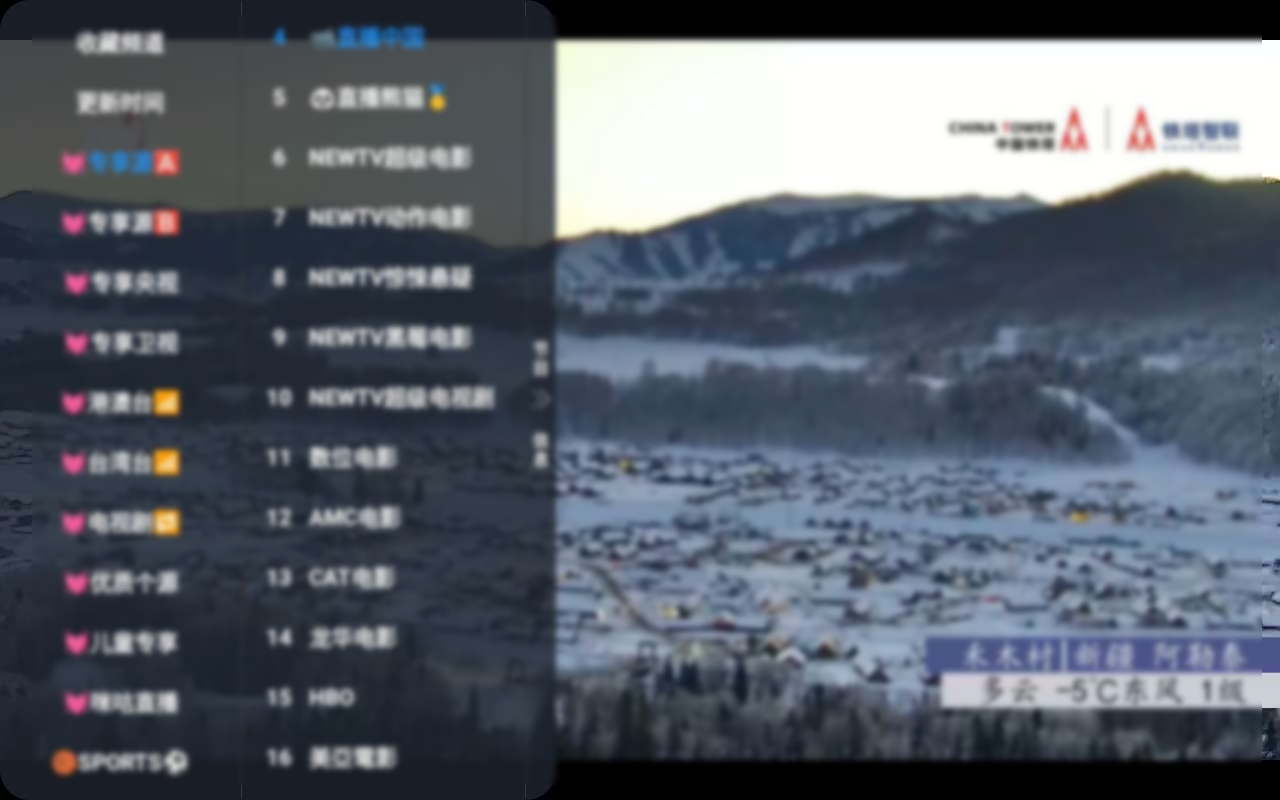 收藏频道
更新时间
专享源A
专享源B
专享央视
专享卫视
港澳台
台湾台
电视剧
优质个源
儿童专享
咪咕直播
SPORTS
4 直播中国
5 直播熊猫
6 NEWTV超级电影
7 NEWTV动作电影
8 NEWTV惊悚悬疑
9 NEWTV黑莓电影
10 NEWTV超级电视剧
11 数位电影
12 AMC电影
13 CAT电影
14 龙华电影
15 HBO
16 美亞電影
CHINA TOWER
中国铁塔
铁塔智联
禾木村|新疆 阿勒泰
多云 -5℃东风 1级